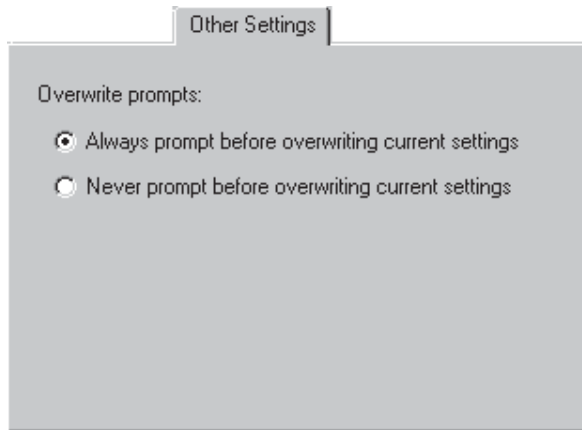 Other Settings
Overwrite prompts:
Always prompt before overwriting current settings
Never prompt before overwriting current settings